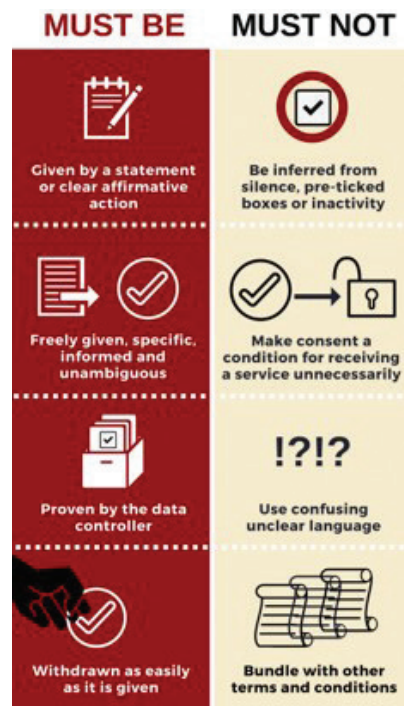 MUST BE
MUST NOT
Given by a statement
or clear affirmative
action
Be inferred from
silence, pre-ticked
boxes or inactivity
Freely given, specific,
informed and
unambiguous
Make consent a
condition for receiving
a service unnecessarily
Proven by the data
controller
!?!?
Use confusing
unclear language
Withdrawn as easily
as it is given
Bundle with other
terms and conditions